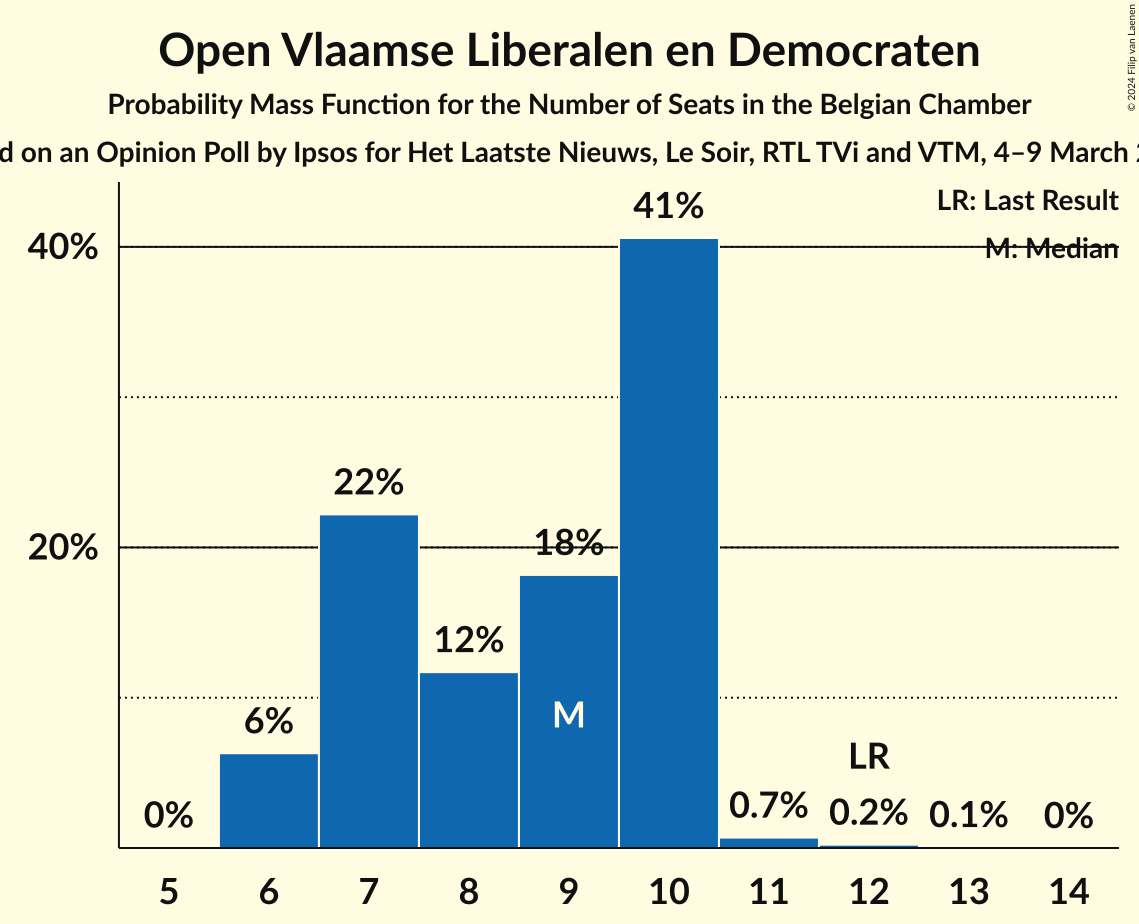 Open Vlaamse Liberalen en Democraten
Probability Mass Function for the Number of Seats in the Belgian Chamber
d on an Opinion Poll by Ipsos for Het Laatste Nieuws, Le Soir, RTL TVi and VTM, 4–9 March
© 2024 Filip van Laenen
LR: Last Result
M: Median
41%
40%
22%
20%
18%
12%
M
6%
LR
0%
0.7%
0.2%
0.1%
0%
5 6 7 8 9 10 11 12 13 14